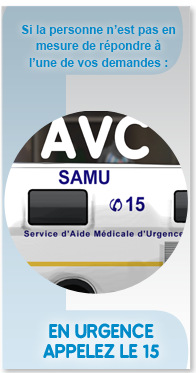 Si la personne n'est pas en
mesure de répondre à
l'une de vos demandes :
AVC
SAMU
✆ 15
Service d'Aide Médicale d'Urgence
EN URGENCE
APPELEZ LE 15